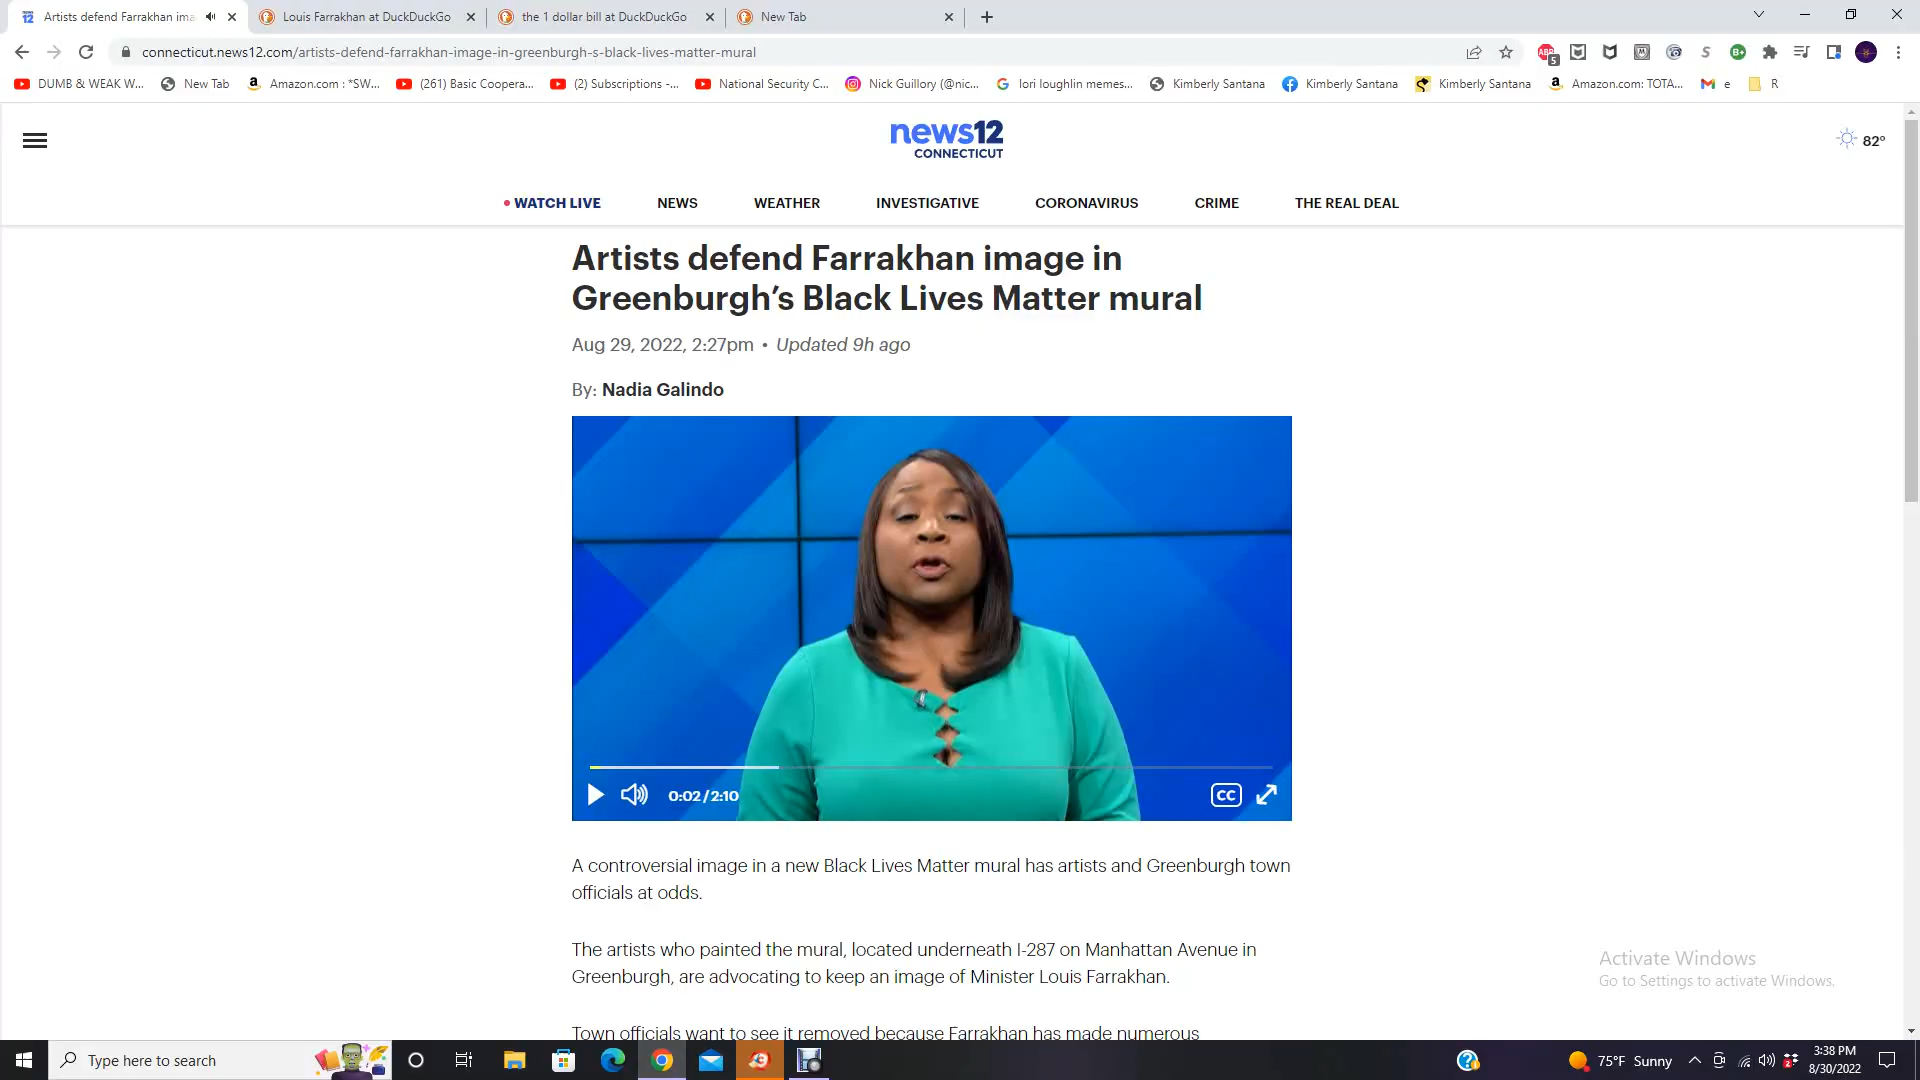 Artists defend Farrakhan ima
Louis Farrakhan at DuckDuckGo
the 1 dollar bill at DuckDuckGo
New Tab
connecticut.news12.com/artists-defend-farrakhan-image-in-greenburgh-s-black-lives-matter-mural
DUMB & WEAK W...
New Tab
Amazon.com : *SW...
(261) Basic Coopera...
(2) Subscriptions -...
National Security C...
Nick Guillory (@nic...
lori loughlin memes...
Kimberly Santana
Kimberly Santana
Kimberly Santana
Amazon.com: TOTA...
e
R
news12
CONNECTICUT
82°
WATCH LIVE
NEWS
WEATHER
INVESTIGATIVE
CORONAVIRUS
CRIME
THE REAL DEAL
Artists defend Farrakhan image in
Greenburgh’s Black Lives Matter mural
Aug 29, 2022, 2:27pm • Updated 9h ago
By: Nadia Galindo
0:02/2:10
CC
A controversial image in a new Black Lives Matter mural has artists and Greenburgh town
officials at odds.
The artists who painted the mural, located underneath I-287 on Manhattan Avenue in
Greenburgh, are advocating to keep an image of Minister Louis Farrakhan.
Town officials want to see it removed because Farrakhan has made numerous
Activate Windows
Go to Settings to activate Windows.
Type here to search
75°F Sunny
3:38 PM
8/30/2022